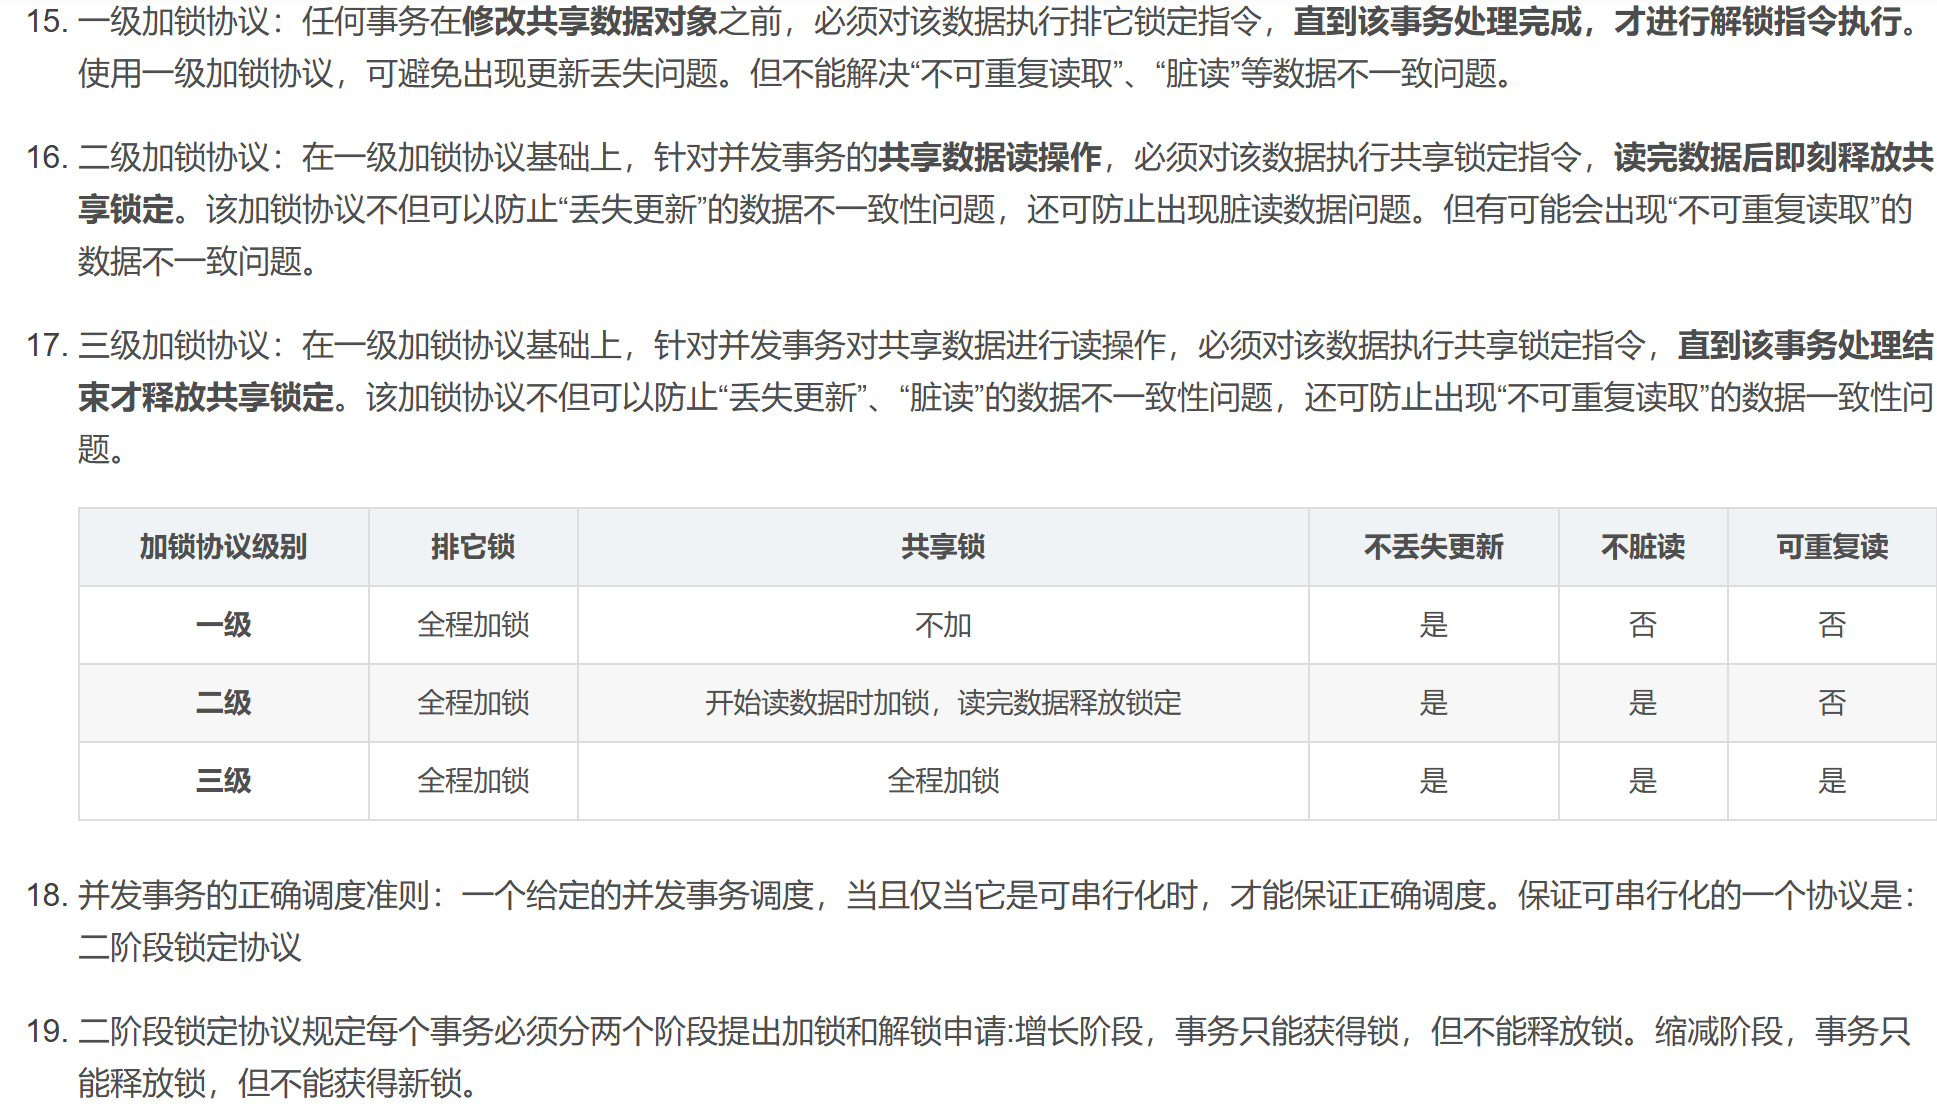 15. 一级加锁协议：任何事务在修改共享数据对象之前，必须对该数据执行排它锁定指令，直到该事务处理完成，才进行解锁指令执行。
使用一级加锁协议，可避免出现更新丢失问题。但不能解决“不可重复读取”、“脏读”等数据不一致问题。
16. 二级加锁协议：在一级加锁协议基础上，针对并发事务的共享数据读操作，必须对该数据执行共享锁定指令，读完数据后即刻释放共
享锁定。该加锁协议不但可以防止“丢失更新”的数据不一致性问题，还可防止出现脏读数据问题。但有可能会出现“不可重复读取”的
数据不一致问题。
17. 三级加锁协议：在一级加锁协议基础上，针对并发事务对共享数据进行读操作，必须对该数据执行共享锁定指令，直到该事务处理结
束才释放共享锁定。该加锁协议不但可以防止“丢失更新”、“脏读”的数据不一致性问题，还可防止出现“不可重复读取”的数据一致性问
题。
加锁协议级别 排它锁 共享锁 不丢失更新 不脏读 可重复读
一级 全程加锁 不加 是 否 否
二级 全程加锁 开始读数据时加锁，读完数据释放锁定 是 是 否
三级 全程加锁 全程加锁 是 是 是
18. 并发事务的正确调度准则：一个给定的并发事务调度，当且仅当它是可串行化时，才能保证正确调度。保证可串行化的一个协议是：
二阶段锁定协议
19. 二阶段锁定协议规定每个事务必须分两个阶段提出加锁和解锁申请:增长阶段，事务只能获得锁，但不能释放锁。缩减阶段，事务只
能释放锁，但不能获得新锁。